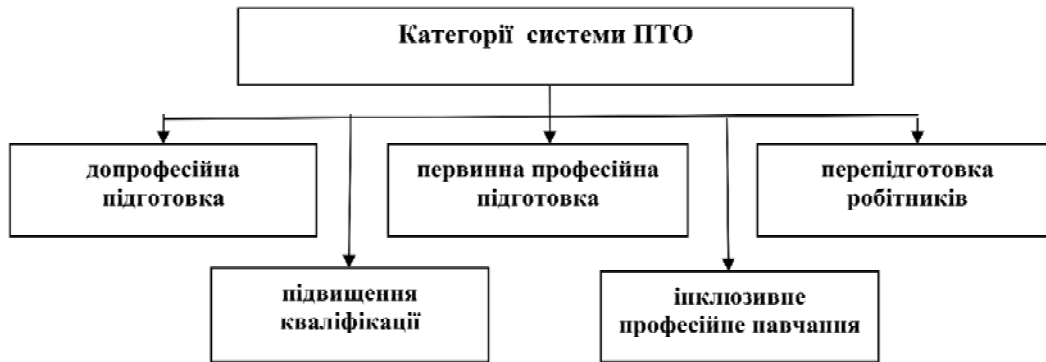 Категорії системи ПТО
допрофесійна
підготовка
первинна професійна
підготовка
перепідготовка
робітників
підвищення
кваліфікації
інклюзивне
професійне навчання